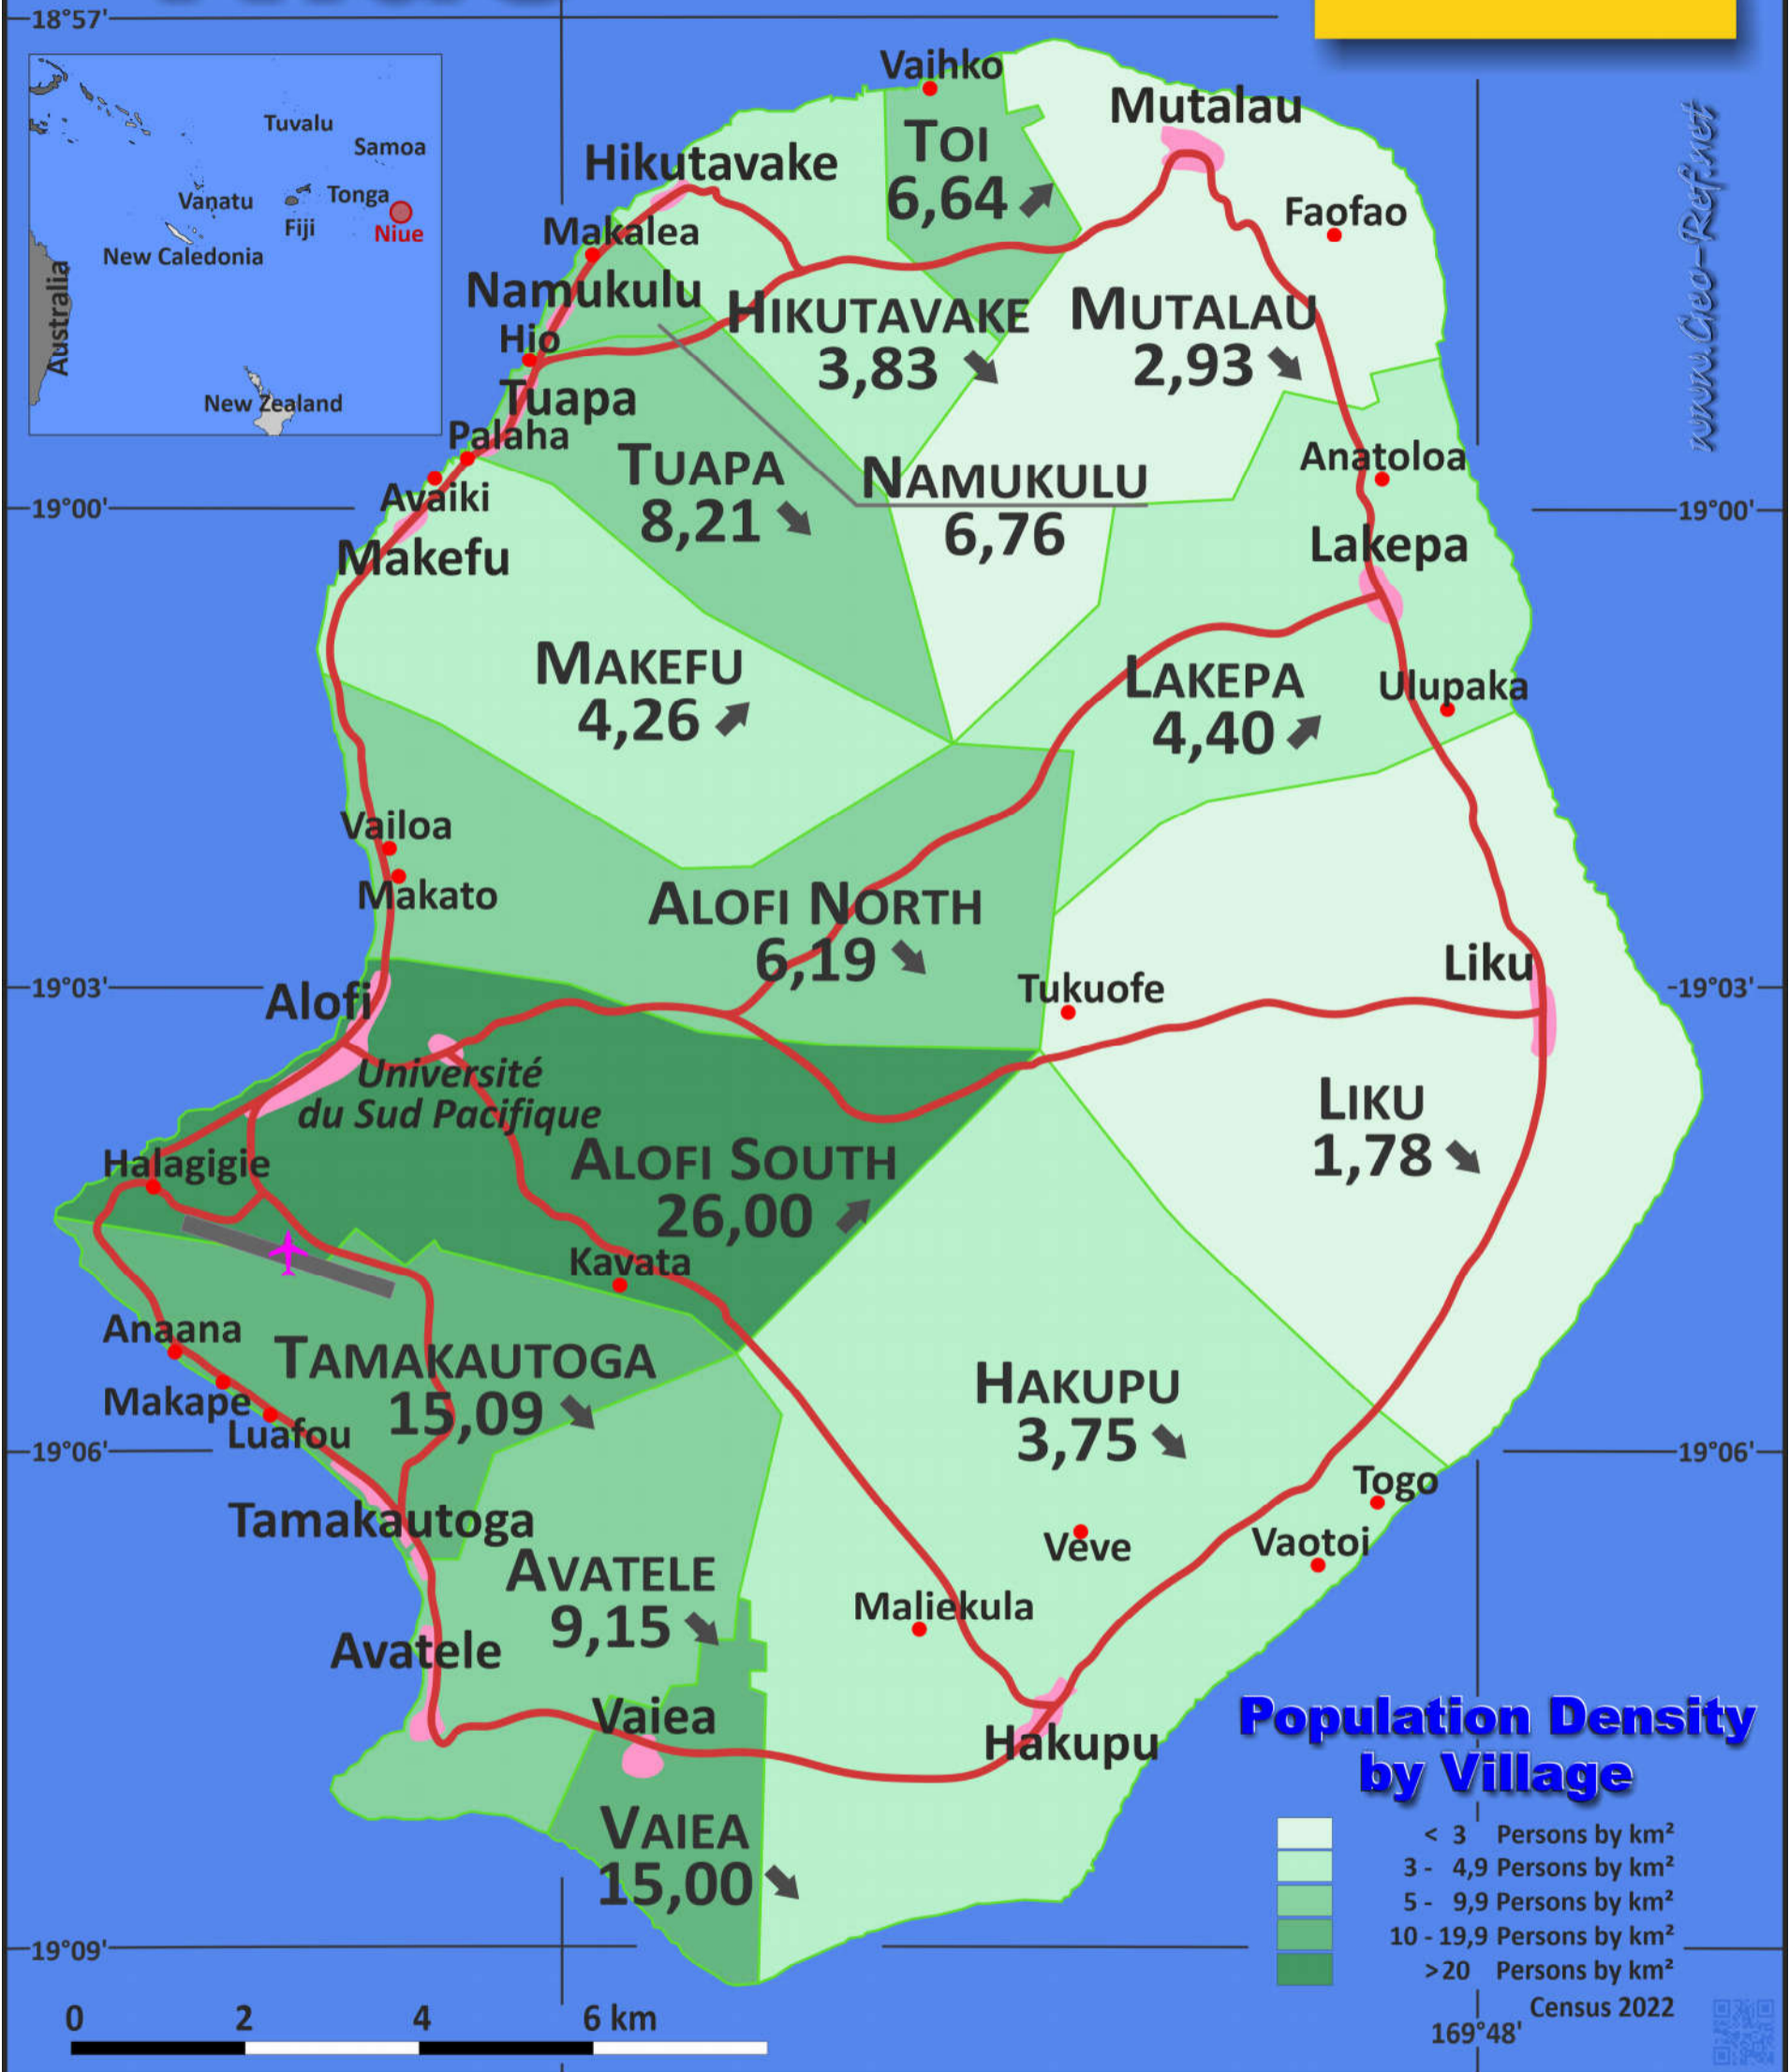 18°57'
Vaihko
Mutalau
Tuvalu
Samoa
Vanatu
Tonga
Fiji
Niue
New Caledonia
Australia
New Zealand
www.Geo-Ref.net
Hikutavake
TOI
6,64
Faofao
Makalea
Namukulu
HIKUTAVAKE
3,83
MUTALAU
2,93
Hio
Tuapa
Palaha
TUAPA
8,21
NAMUKULU
6,76
Anatoloa
Avaiki
19°00'
19°00'
Makefu
Lakepa
MAKEFU
4,26
LAKEPA
4,40
Ulupaka
Vailoa
Makato
ALOFI NORTH
6,19
Liku
19°03'
19°03'
Alofi
Tukuofe
Université
du Sud Pacifique
LIKU
1,78
Halagigie
ALOFI SOUTH
26,00
Kavata
Anaana
TAMAKAUTOGA
15,09
HAKUPU
3,75
Makape
Luafou
19°06'
19°06'
Togo
Tamakautoga
Veve
Vaotoi
AVATELE
9,15
Maliekula
Avatele
Vaiea
Hakupu
Population Density
by Village
VAIEA
15,00
< 3 Persons by km²
3 - 4,9 Persons by km²
5 - 9,9 Persons by km²
10 - 19,9 Persons by km²
>20 Persons by km²
19°09'
Census 2022
0 2 4 6 km
169°48'